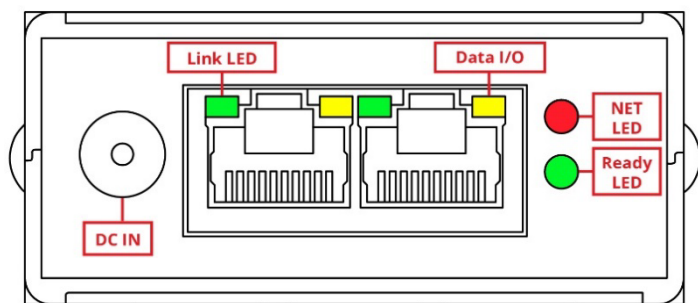 Link LED
Data I/O
NET
LED
Ready
LED
DC IN